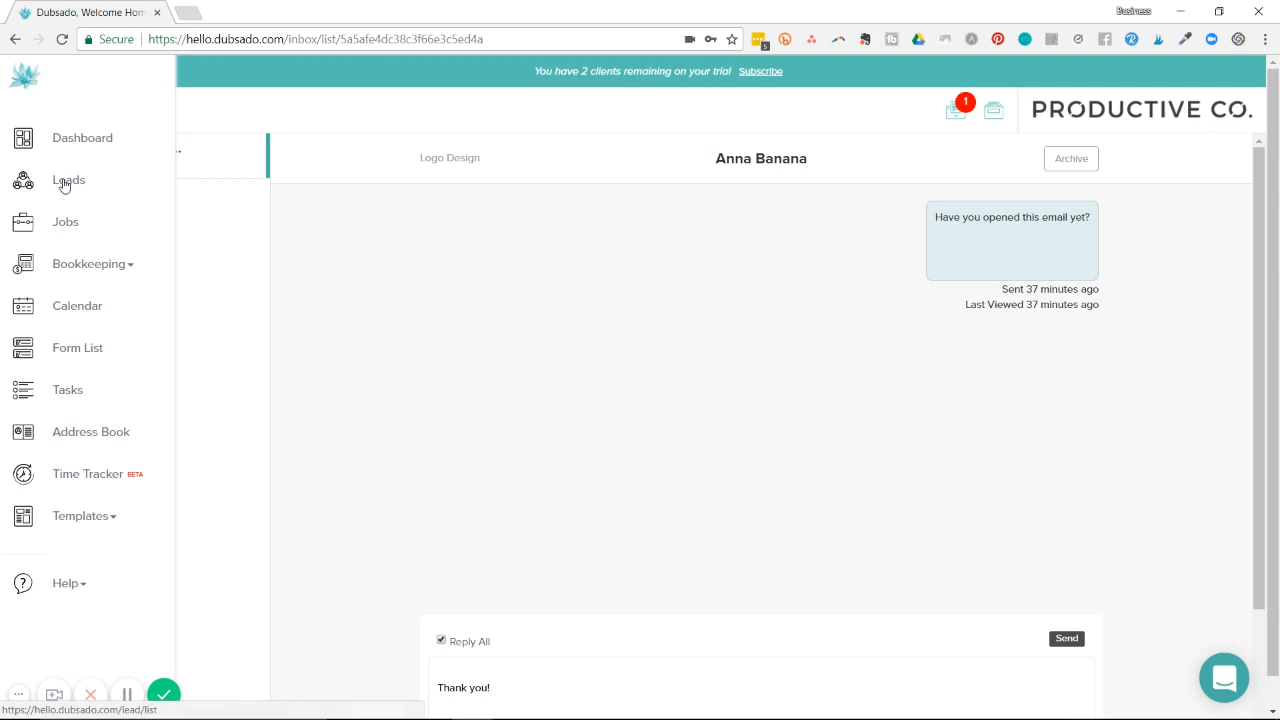 Dubsado, Welcome Hom
Business
Secure
https://hello.dubsado.com/inbox/list/5a5afe4dc38c3f66e3c5ed4a
5
You have 2 clients remaining on your trial Subscribe
1
PRODUCTIVE CO.
Dashboard
Logo Design
Anna Banana
Archive
Leads
Have you opened this email yet?
Jobs
Bookkeeping
Sent 37 minutes ago
Last Viewed 37 minutes ago
Calendar
Form List
Tasks
Address Book
Time Tracker BETA
Templates
Help
Reply All
Send
Thank you!
https://hello.dubsado.com/lead/list